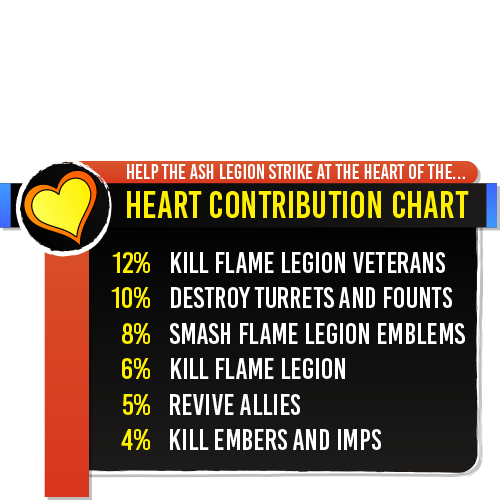 HELP THE ASH LEGION STRIKE AT THE HEART OF THE...
HEART CONTRIBUTION CHART
12% KILL FLAME LEGION VETERANS
10% DESTROY TURRETS AND FOUNTS
8% SMASH FLAME LEGION EMBLEMS
6% KILL FLAME LEGION
5% REVIVE ALLIES
4% KILL EMBERS AND IMPS